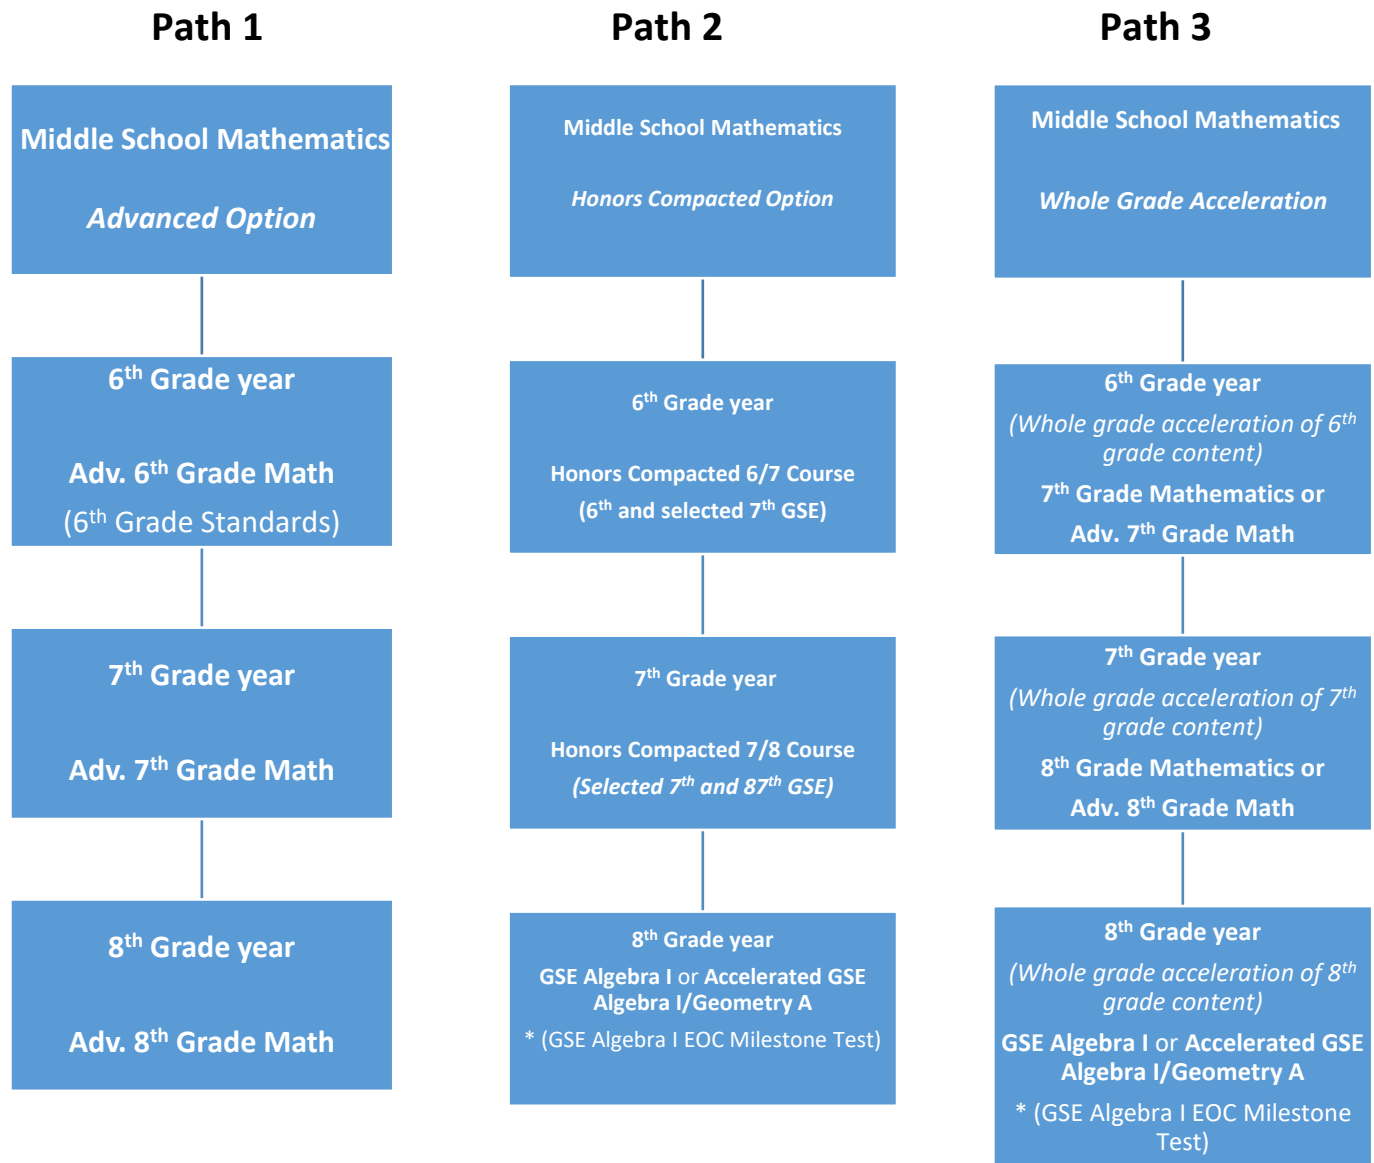 Path 1
Middle School Mathematics
Advanced Option
6th Grade year
Adv. 6th Grade Math
(6th Grade Standards)
7th Grade year
Adv. 7th Grade Math
8th Grade year
Adv. 8th Grade Math
Path 2
Middle School Mathematics
Honors Compacted Option
6th Grade year
Honors Compacted 6/7 Course
(6th and selected 7th GSE)
7th Grade year
Honors Compacted 7/8 Course
(Selected 7th and 87th GSE)
8th Grade year
GSE Algebra I or Accelerated GSE
Algebra I/Geometry A
* (GSE Algebra I EOC Milestone Test)
Path 3
Middle School Mathematics
Whole Grade Acceleration
6th Grade year
(Whole grade acceleration of 6th
grade content)
7th Grade Mathematics or
Adv. 7th Grade Math
7th Grade year
(Whole grade acceleration of 7th
grade content)
8th Grade Mathematics or
Adv. 8th Grade Math
8th Grade year
(Whole grade acceleration of 8th
grade content)
GSE Algebra I or Accelerated GSE
Algebra I/Geometry A
* (GSE Algebra I EOC Milestone
Test)